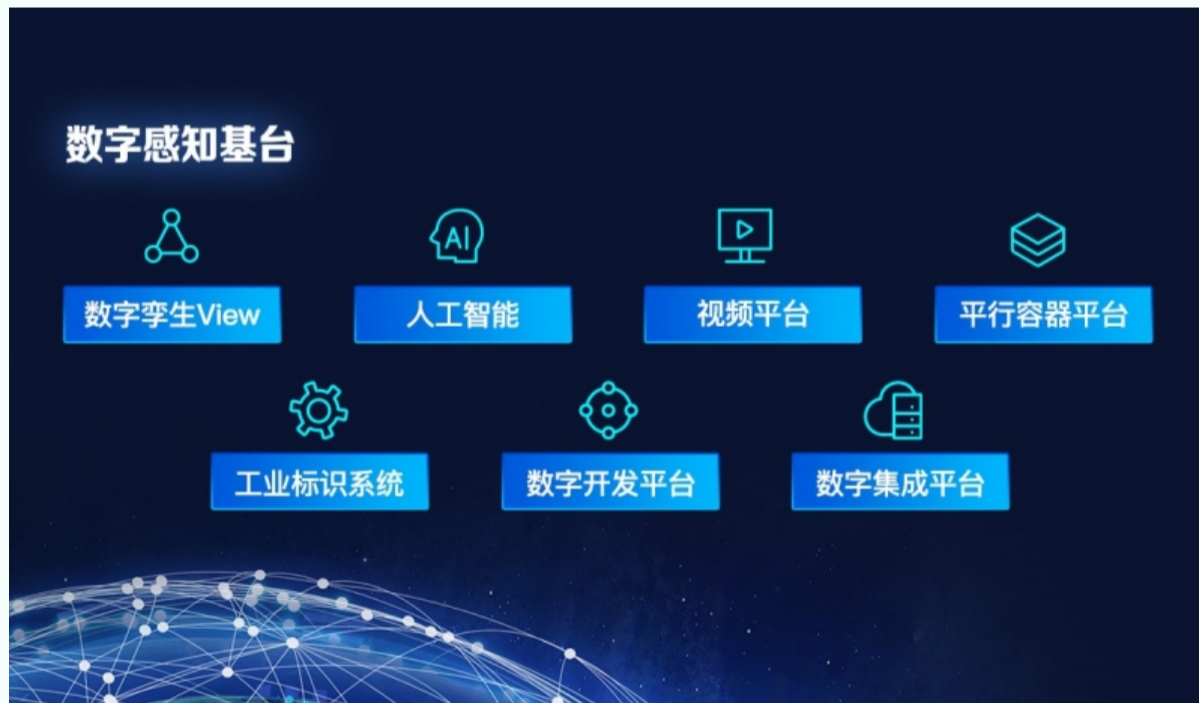 数字感知基台
AI
数字孪生View
人工智能
视频平台
平行容器平台
工业标识系统
数字开发平台
数字集成平台